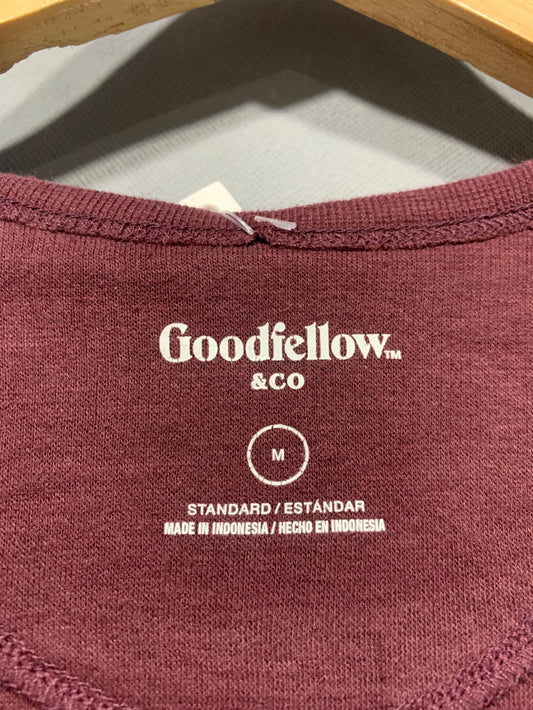 Goodfellow™
&CO
M
STANDARD / ESTÁNDAR
MADE IN INDONESIA / HECHO EN INDONESIA